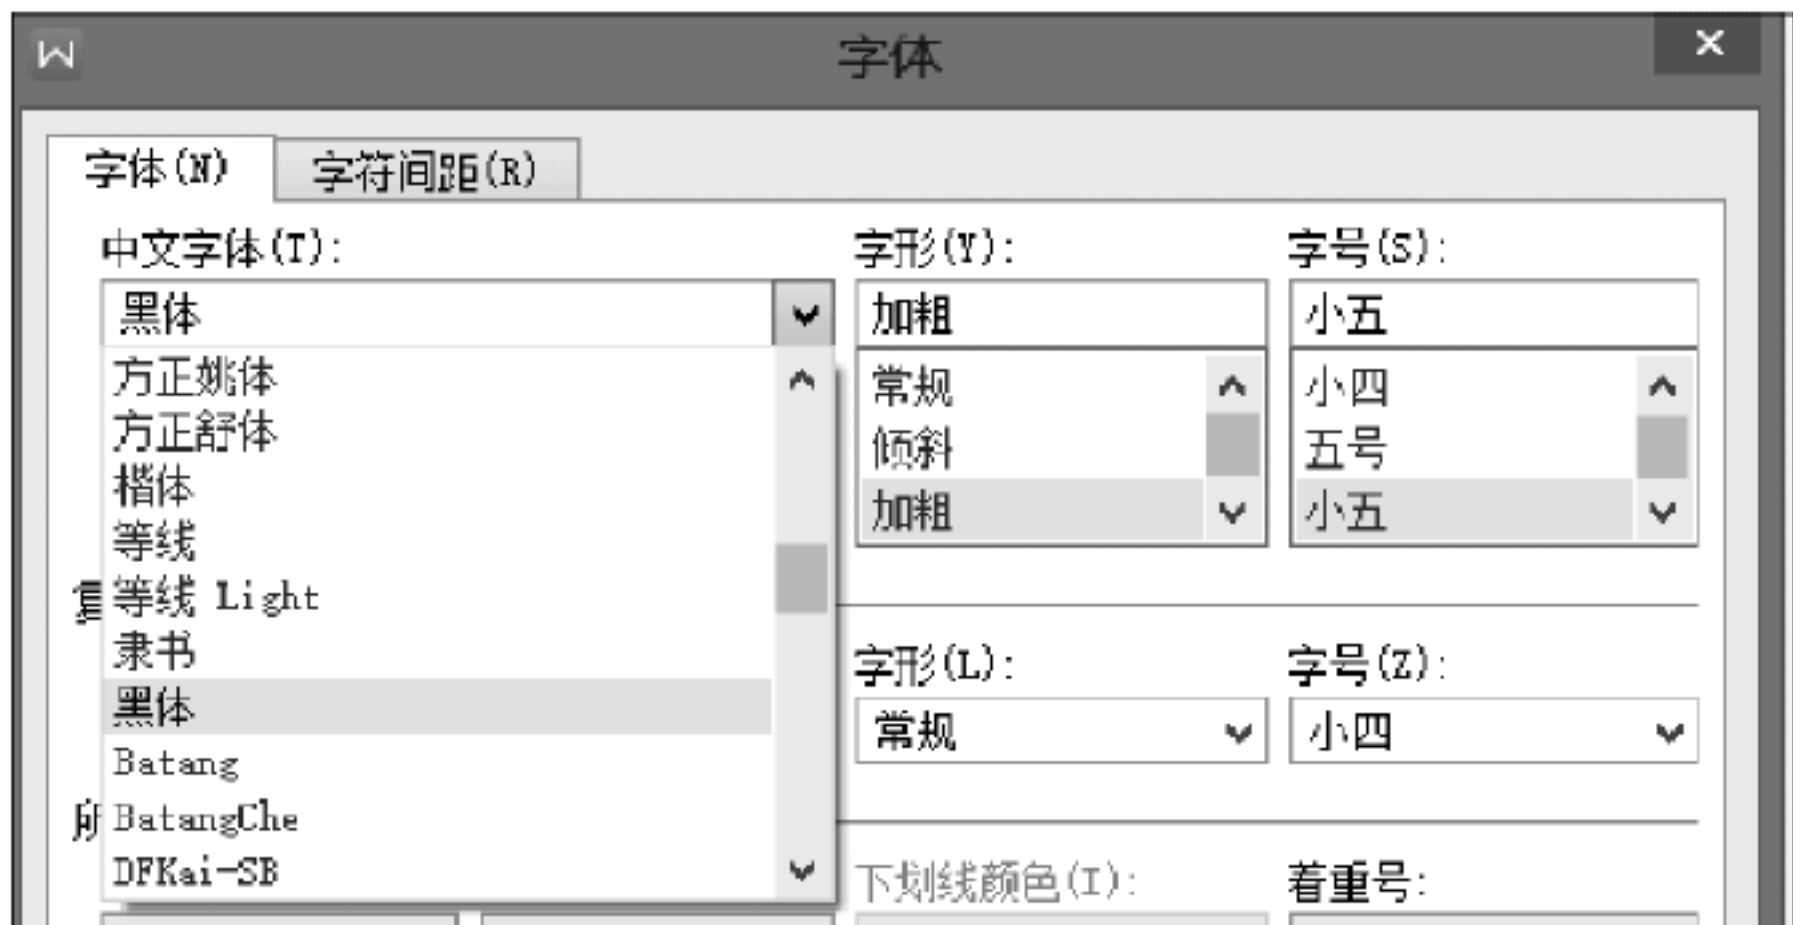 字体
字体(N) 字符间距(R)
中文字体(T): 字形(Y): 字号(S):
黑体 加粗 小五
方正姚体 常规 小四
方正舒体 倾斜 五号
楷体 加粗 小五
等线
等线 Light
隶书 字形(L): 字号(Z):
黑体 常规 小四
Batang
BatangChe
DFKai-SB 下划线颜色(I): 着重号: